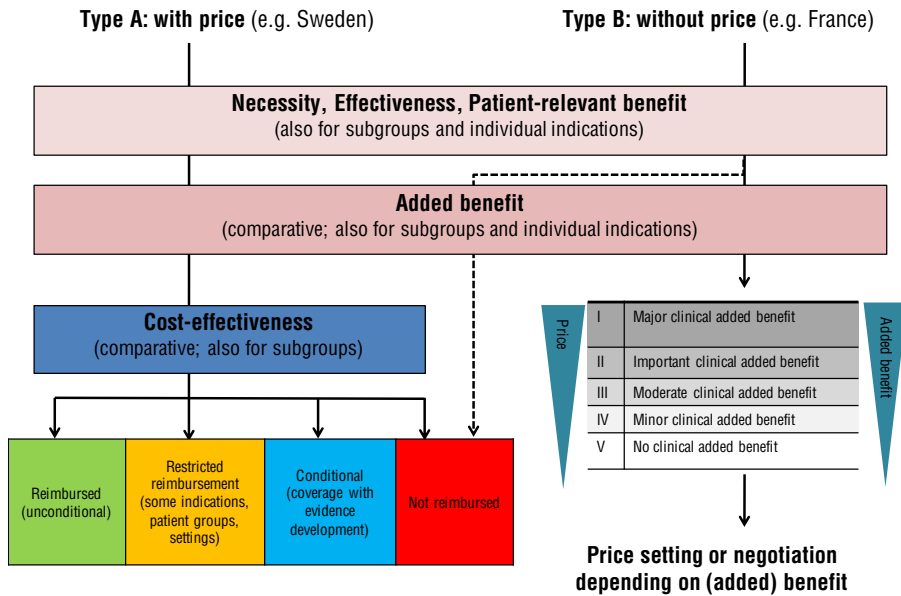 Type A: with price (e.g. Sweden)
Type B: without price (e.g. France)
Necessity, Effectiveness, Patient-relevant benefit
(also for subgroups and individual indications)
Added benefit
(comparative; also for subgroups and individual indications)
Cost-effectiveness
(comparative; also for subgroups)
Reimbursed
(unconditional)
Restricted
reimbursement
(some indications,
patient groups,
settings)
Conditional
(coverage with
evidence
development)
Not reimbursed
Price
I Major clinical added benefit
II Important clinical added benefit
III Moderate clinical added benefit
IV Minor clinical added benefit
V No clinical added benefit
Added benefit
Price setting or negotiation
depending on (added) benefit